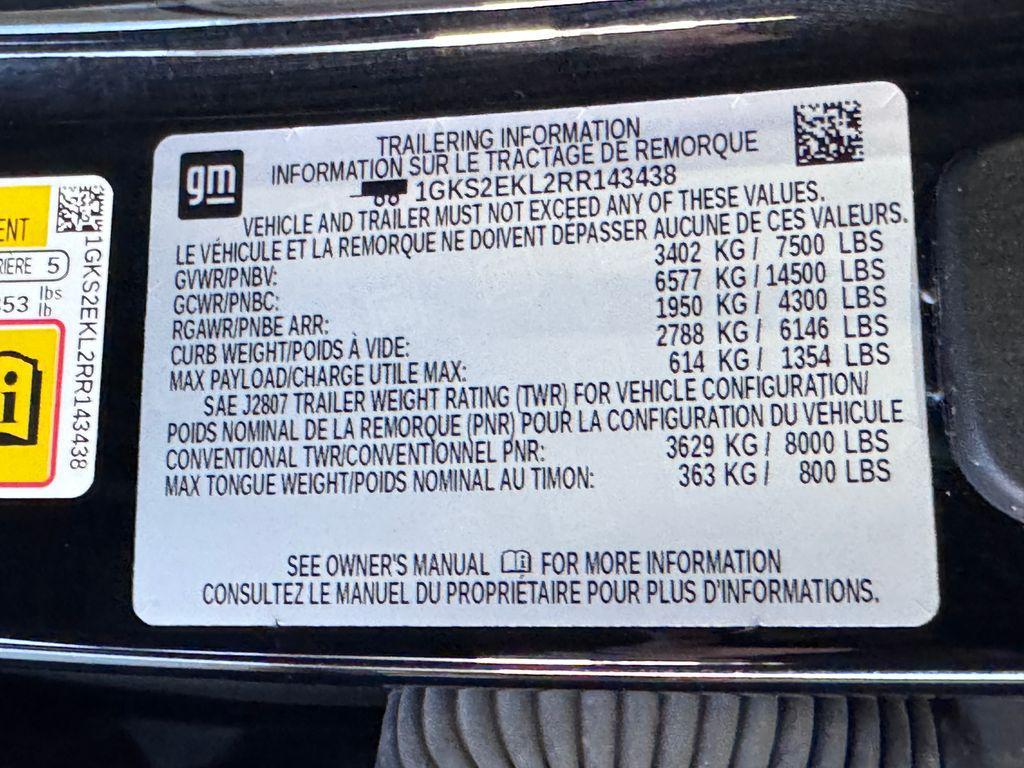 gm
TRAILERING INFORMATION
INFORMATION SUR LE TRACTAGE DE REMORQUE
1GKS2EKL2RR143438
VEHICLE AND TRAILER MUST NOT EXCEED ANY OF THESE VALUES.
LE VÉHICULE ET LA REMORQUE NE DOIVENT DÉPASSER AUCUNE DE CES VALEURS.
GVWR/PNBV: 3402 KG / 7500 LBS
GCWR/PNBC: 6577 KG / 14500 LBS
RGAWR/PNBE ARR: 1950 KG / 4300 LBS
CURB WEIGHT/POIDS À VIDE: 2788 KG / 6146 LBS
MAX PAYLOAD/CHARGE UTILE MAX: 614 KG / 1354 LBS
SAE J2807 TRAILER WEIGHT RATING (TWR) FOR VEHICLE CONFIGURATION/
POIDS NOMINAL DE LA REMORQUE (PNR) POUR LA CONFIGURATION DU VÉHICULE
CONVENTIONAL TWR/CONVENTIONNEL PNR: 3629 KG / 8000 LBS
MAX TONGUE WEIGHT/POIDS NOMINAL AU TIMON: 363 KG / 800 LBS
SEE OWNER'S MANUAL i FOR MORE INFORMATION
CONSULTEZ LE MANUEL DU PROPRIÉTAIRE POUR PLUS D'INFORMATIONS.
5
lbs
lb
i
1GKS2EKL2RR143438